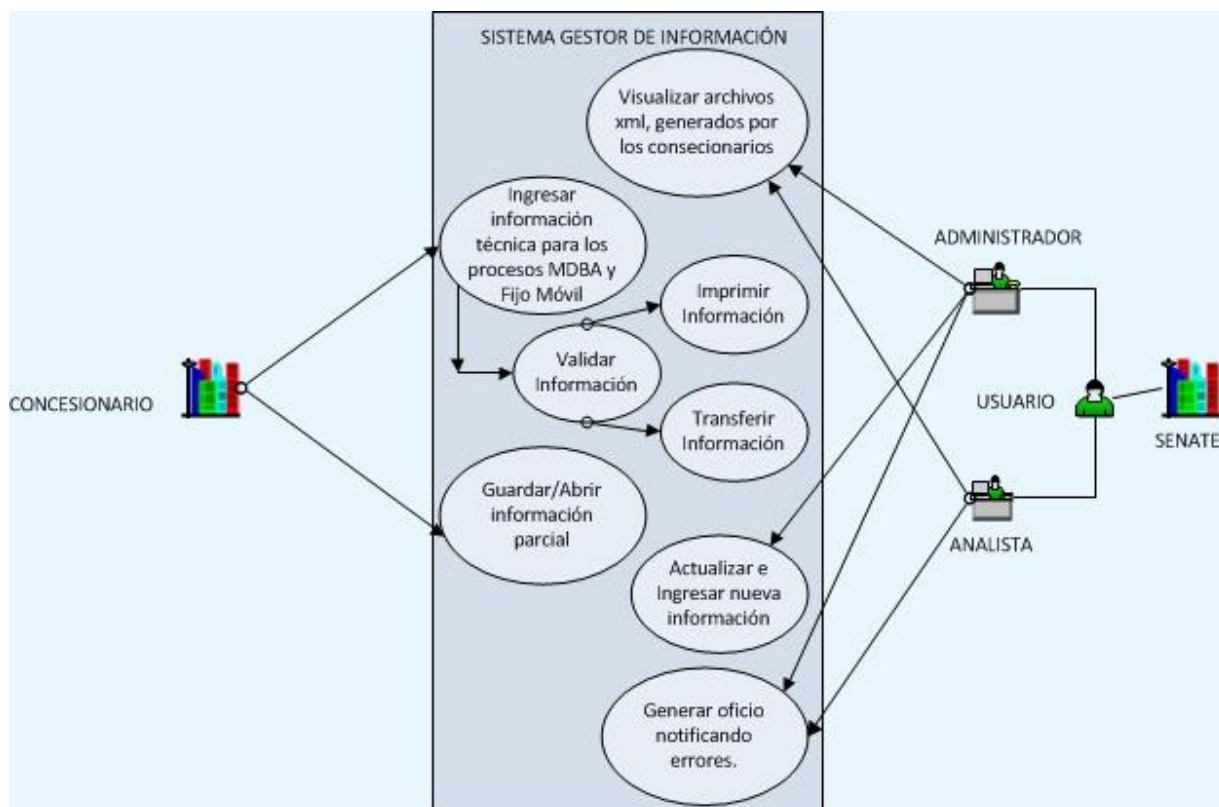 SISTEMA GESTOR DE INFORMACIÓN
Visualizar archivos
xml, generados por
los consecionarios
Ingresar
información
técnica para los
procesos MDBA y
Fijo Móvil
ADMINISTRADOR
Imprimir
Información
Validar
Información
CONCESIONARIO
USUARIO
Transferir
Información
SENATE
Guardar/Abrir
información
parcial
ANALISTA
Actualizar e
Ingresar nueva
información
Generar oficio
notificando
errores.